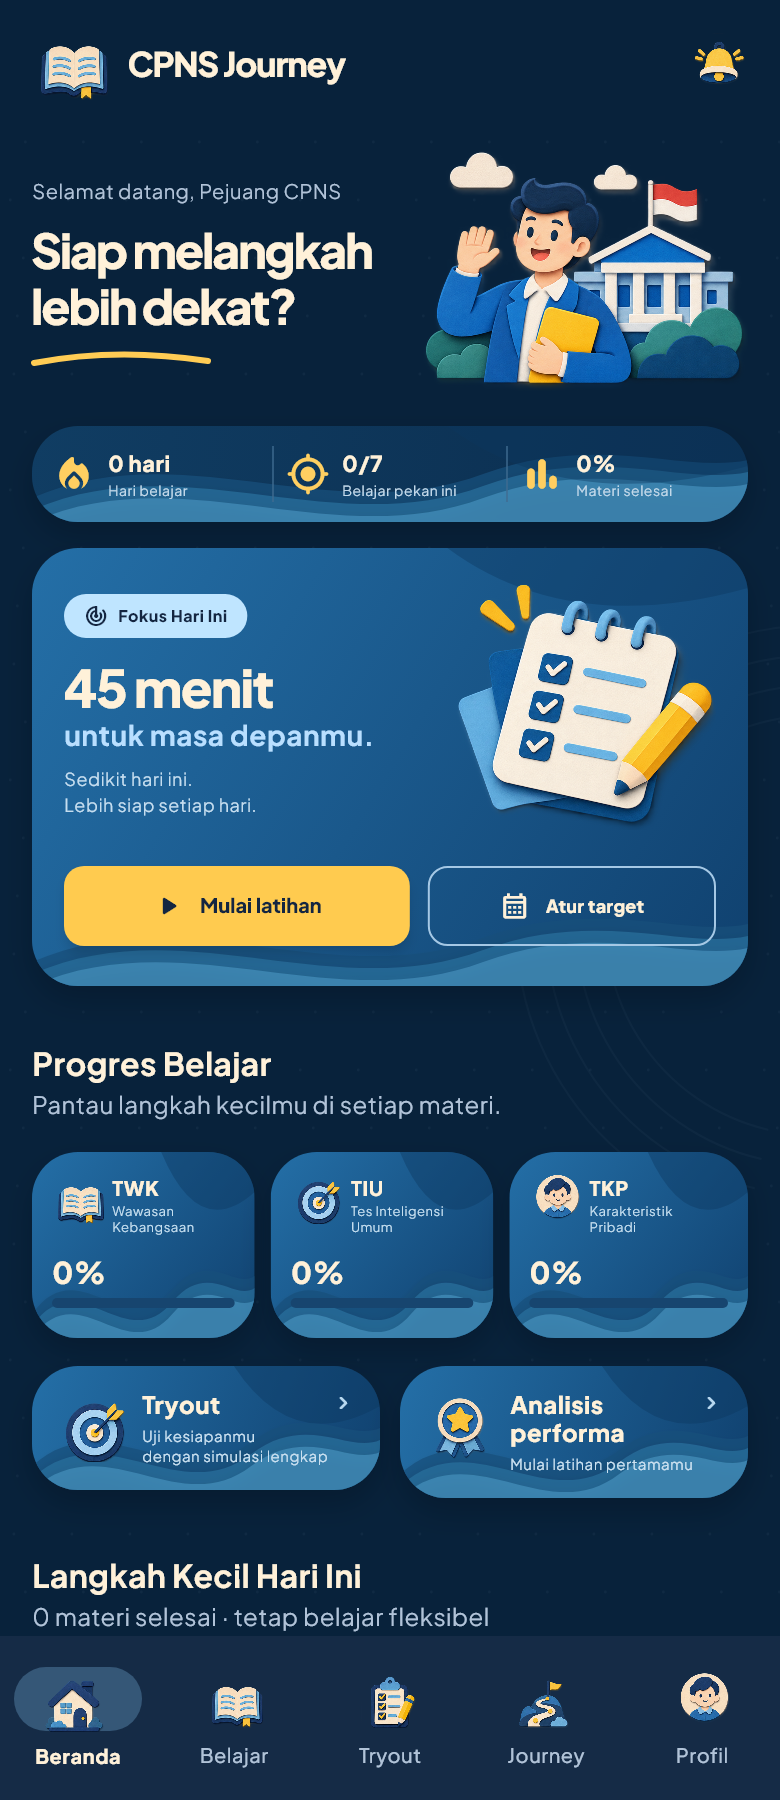 CPNS Journey
Selamat datang, Pejuang CPNS
Siap melangkah
lebih dekat?
0 hari
Hari belajar
0/7
Belajar pekan ini
0%
Materi selesai
Fokus Hari Ini
45 menit
untuk masa depanmu.
Sedikit hari ini.
Lebih siap setiap hari.
Mulai latihan
Atur target
Progres Belajar
Pantau langkah kecilmu di setiap materi.
TWK
Wawasan
Kebangsaan
0%
TIU
Tes Inteligensi
Umum
0%
TKP
Karakteristik
Pribadi
0%
Tryout
Uji kesiapanmu
dengan simulasi lengkap
Analisis
performa
Mulai latihan pertamamu
Langkah Kecil Hari Ini
0 materi selesai · tetap belajar fleksibel
Beranda
Belajar
Tryout
Journey
Profil